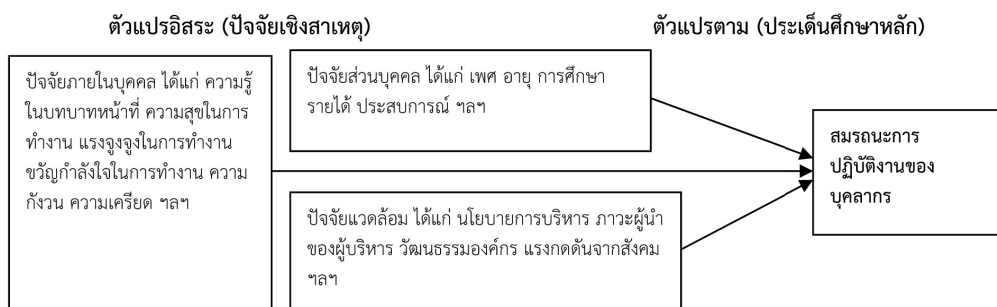 ตัวแปรอิสระ (ปัจจัยเชิงสาเหตุ)
ตัวแปรตาม (ประเด็นศึกษาหลัก)
ปัจจัยภายในบุคคล ได้แก่ ความรู้
ในบทบาทหน้าที่ ความสุขในการ
ทำงาน แรงจูงจูงในการทำงาน
ขวัญกำลังใจในการทำงาน ความ
กังวน ความเครียด ฯลฯ
ปัจจัยส่วนบุคคล ได้แก่ เพศ อายุ การศึกษา
รายได้ ประสบการณ์ ฯลฯ
ปัจจัยแวดล้อม ได้แก่ นโยบายการบริหาร ภาวะผู้นำ
ของผู้บริหาร วัฒนธรรมองค์กร แรงกดดันจากสังคม
ฯลฯ
สมรถนะการ
ปฏิบัติงานของ
บุคลากร